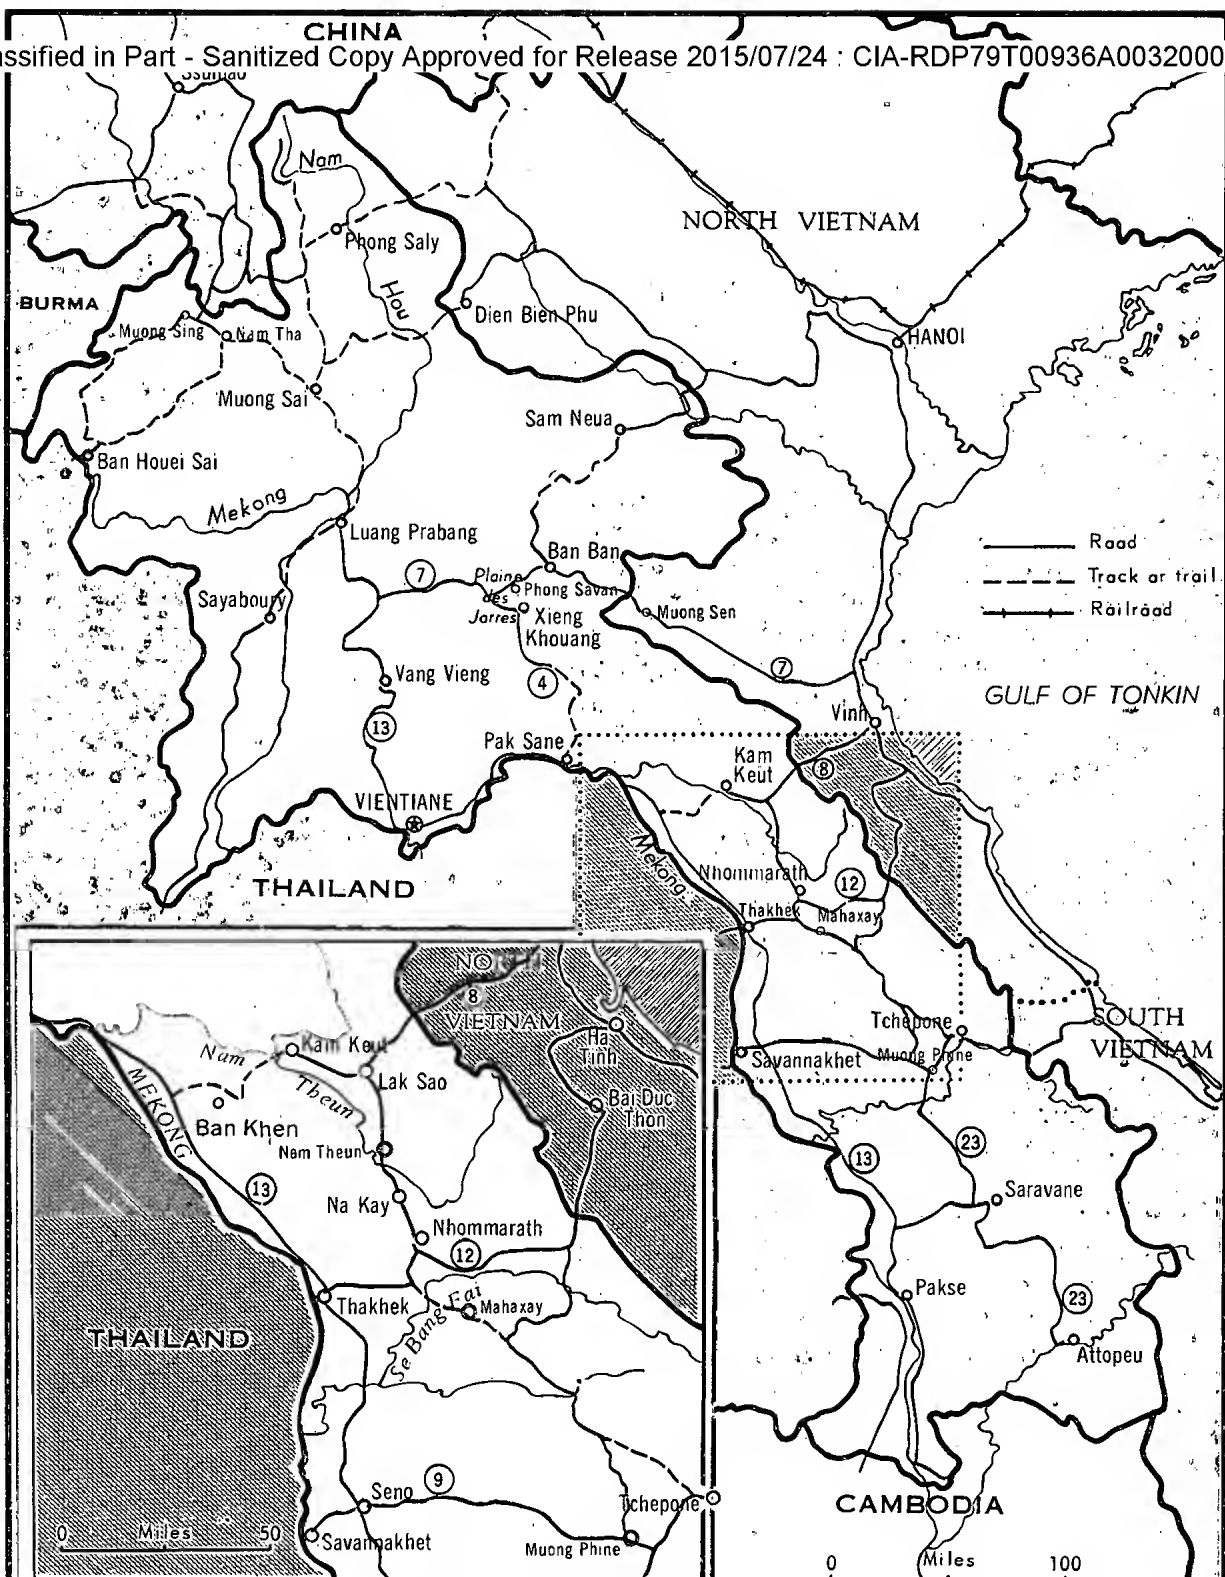 CHINA
assified in Part - Sanitized Copy Approved for Release 2015/07/24 : CIA-RDP79T00936A0032000
Ssumao
Nam
NORTH VIETNAM
Phong Saly
Hou
BURMA
Dien Bien Phu
Muong Sing
Nam Tha
HANOI
Muong Sai
Sam Neua
Ban Houei Sai
Mekong
Luang Prabang
Road
Ban Ban
7
Plaine
des
Jarres
Phong Savan
Track or trail
Sayaboury
Xieng
Khouang
Muong Sen
Railroad
Vang Vieng
4
7
GULF OF TONKIN
13
Vinh
Pak Sane
Kam
Keut
8
VIENTIANE
Mekong
THAILAND
Nhommarath
12
Thakhek
Mahaxay
Tchepone
SOUTH
VIETNAM
Savannakhet
Muong Phine
13
23
Saravane
Pakse
23
Attopeu
CAMBODIA
0 Miles 100
NORTH
VIETNAM
8
Nam
Theun
Kam Keut
Ha
Tinh
Lak Sao
MEKONG
Ban Khen
Bai Duc
Thon
Nam Theun
13
Na Kay
Nhommarath
12
Thakhek
Se Bang Fai
Mahaxay
THAILAND
Seno
9
Tchepone
0 Miles 50
Savannakhet
Muong Phine